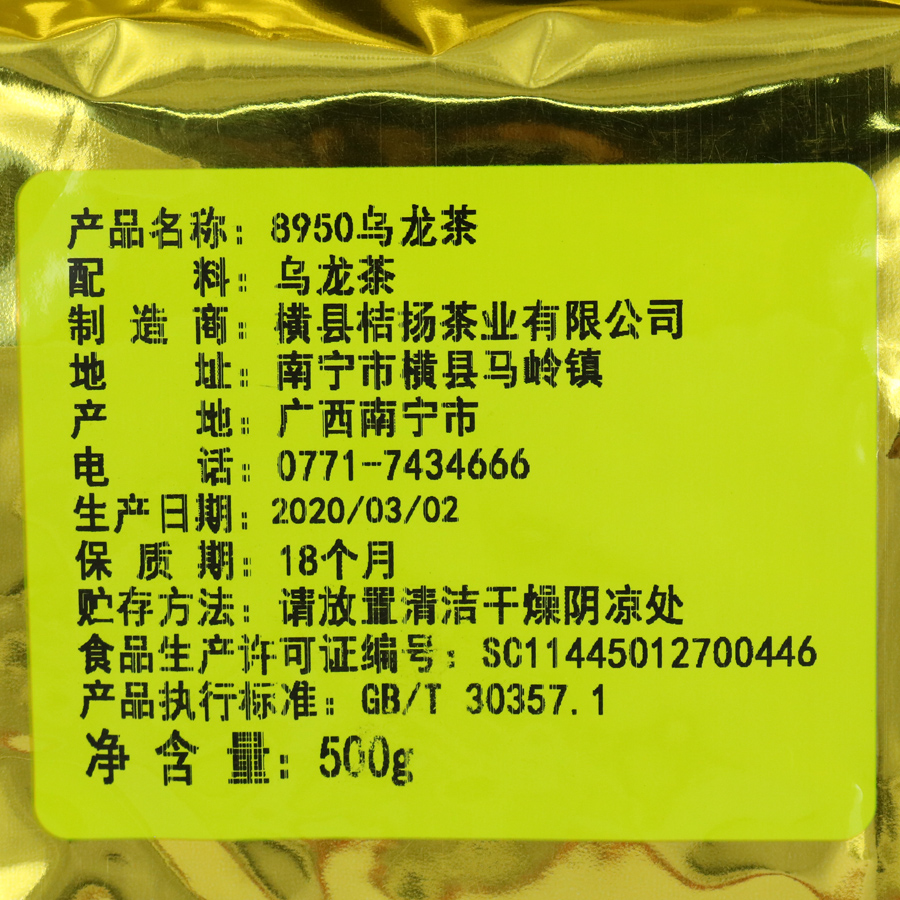 产品名称：8950乌龙茶
配料：乌龙茶
制造商：横县桔扬茶业有限公司
地址：南宁市横县马岭镇
产地：广西南宁市
电话：0771-7434666
生产日期：2020/03/02
保质期：18个月
贮存方法：请放置清洁干燥阴凉处
食品生产许可证编号：SC11445012700446
产品执行标准：GB/T 30357.1
净含量：500g